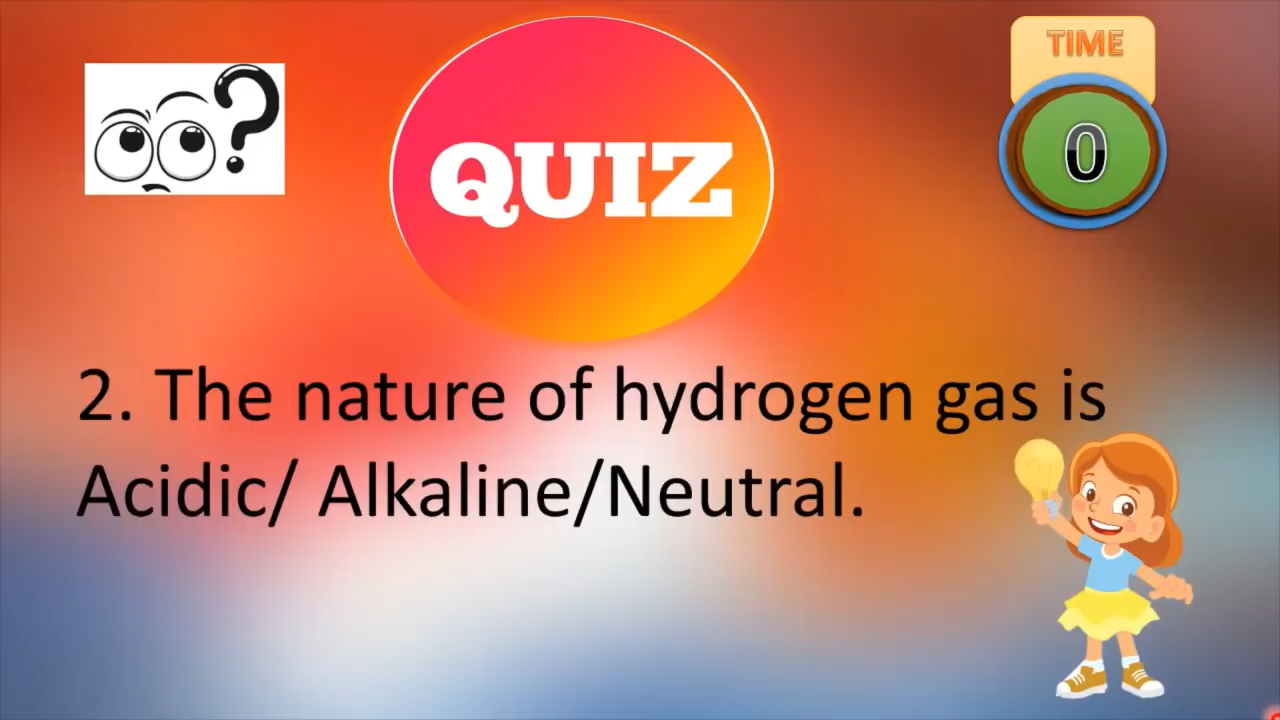 TIME
0
QUIZ
2. The nature of hydrogen gas is
Acidic/ Alkaline/Neutral.